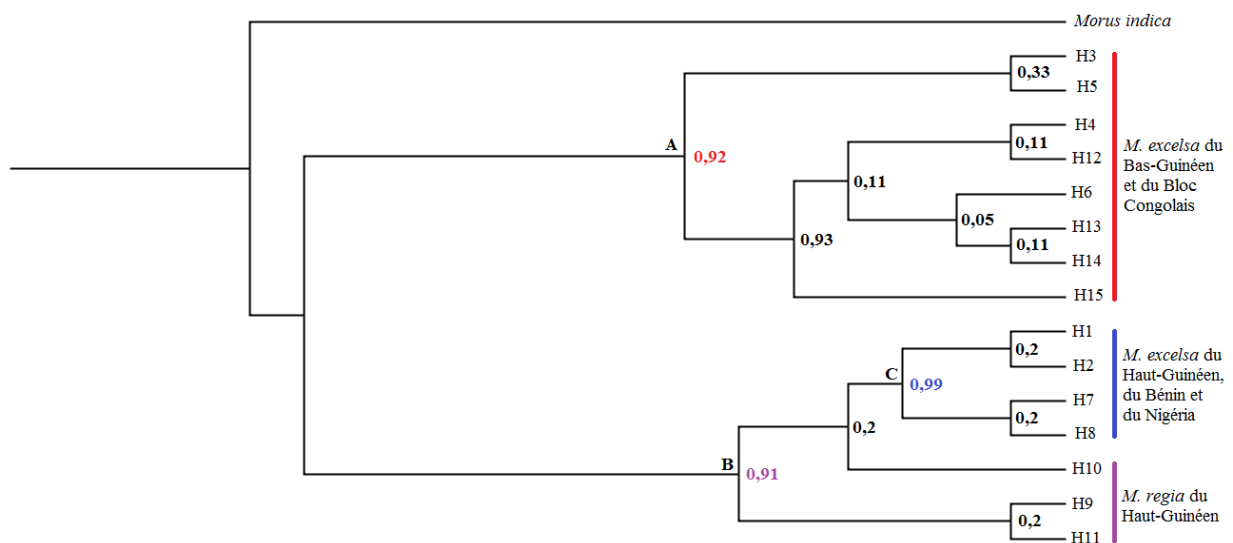 Morus indica
H3
0,33
H5
A
0,92
H4
0,11
H12
0,11
H6
0,05
H13
0,11
H14
0,93
H15
M. excelsa du
Bas-Guinéen
et du Bloc
Congolais
H1
0,2
H2
C
0,99
H7
0,2
H8
0,2
H10
B
0,91
H9
0,2
H11
M. excelsa du
Haut-Guinéen,
du Bénin et
du Nigéria
M. regia du
Haut-Guinéen